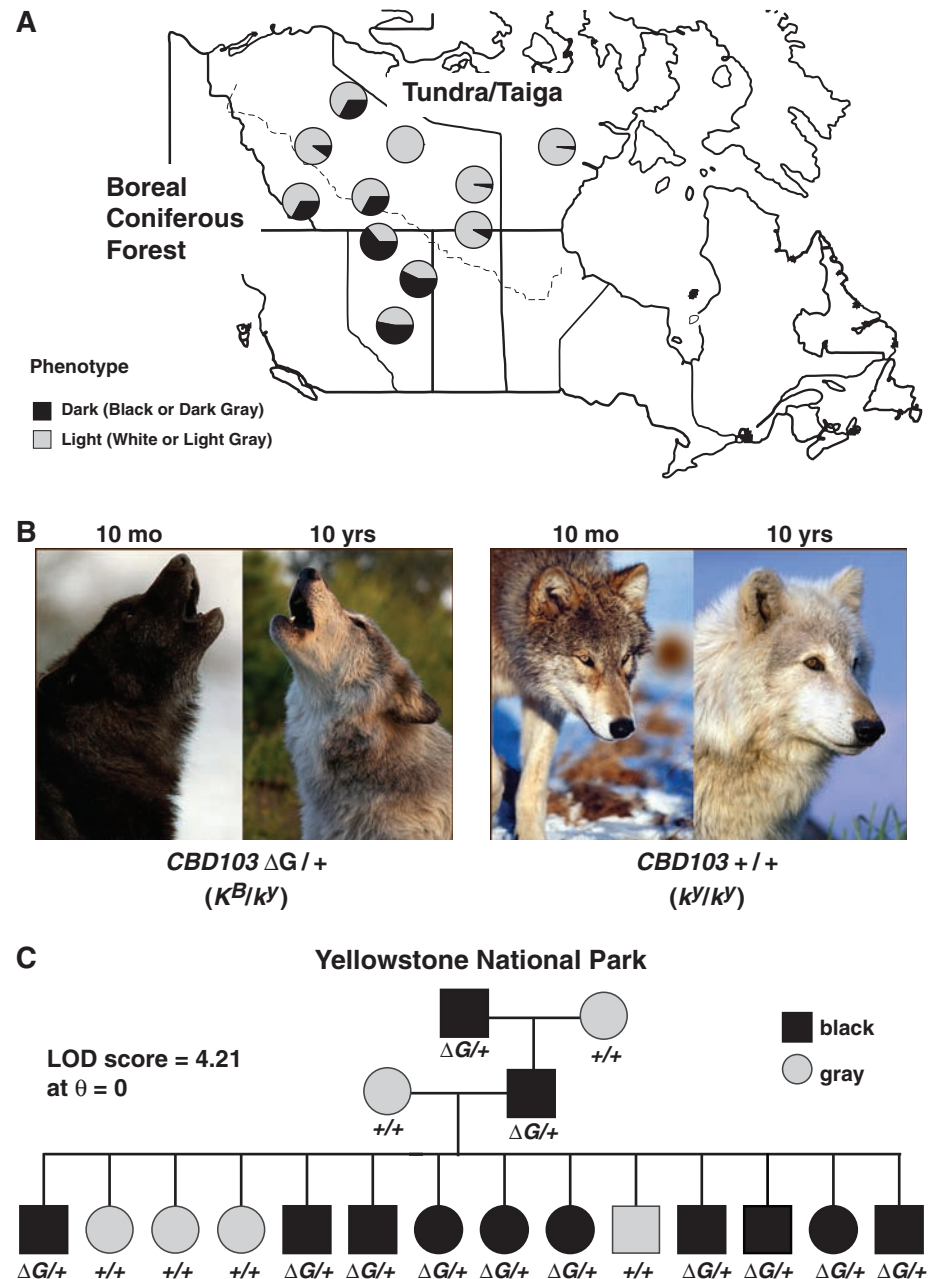 A
Tundra/Taiga
Boreal
Coniferous
Forest
Phenotype
Dark (Black or Dark Gray)
Light (White or Light Gray)
B
10 mo 10 yrs 10 mo 10 yrs
CBD103 ΔG / + CBD103 + / +
(K^B/k^y) (k^y/k^y)
C
Yellowstone National Park
black
gray
ΔG/+ +/+
LOD score = 4.21
at θ = 0
+/+ ΔG/+
ΔG/+ +/+ +/+ +/+ ΔG/+ ΔG/+ ΔG/+ ΔG/+ ΔG/+ +/+ ΔG/+ ΔG/+ ΔG/+ ΔG/+